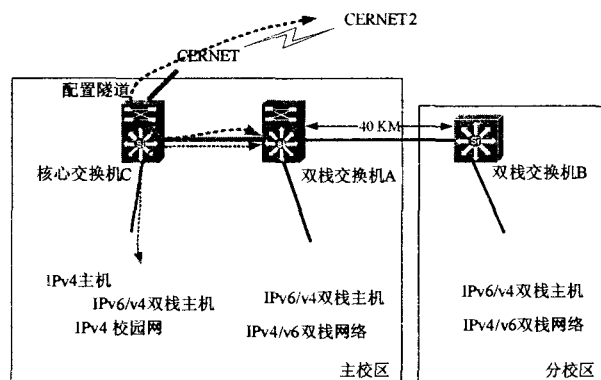 CERNET2
CERNET
配置隧道
40 KM
核心交换机C
双栈交换机A
双栈交换机B
IPv4主机
IPv6/v4双栈主机
IPv4 校园网
IPv6/v4双栈主机
IPv4/v6双栈网络
IPv6/v4双栈主机
IPv4/v6双栈网络
主校区
分校区